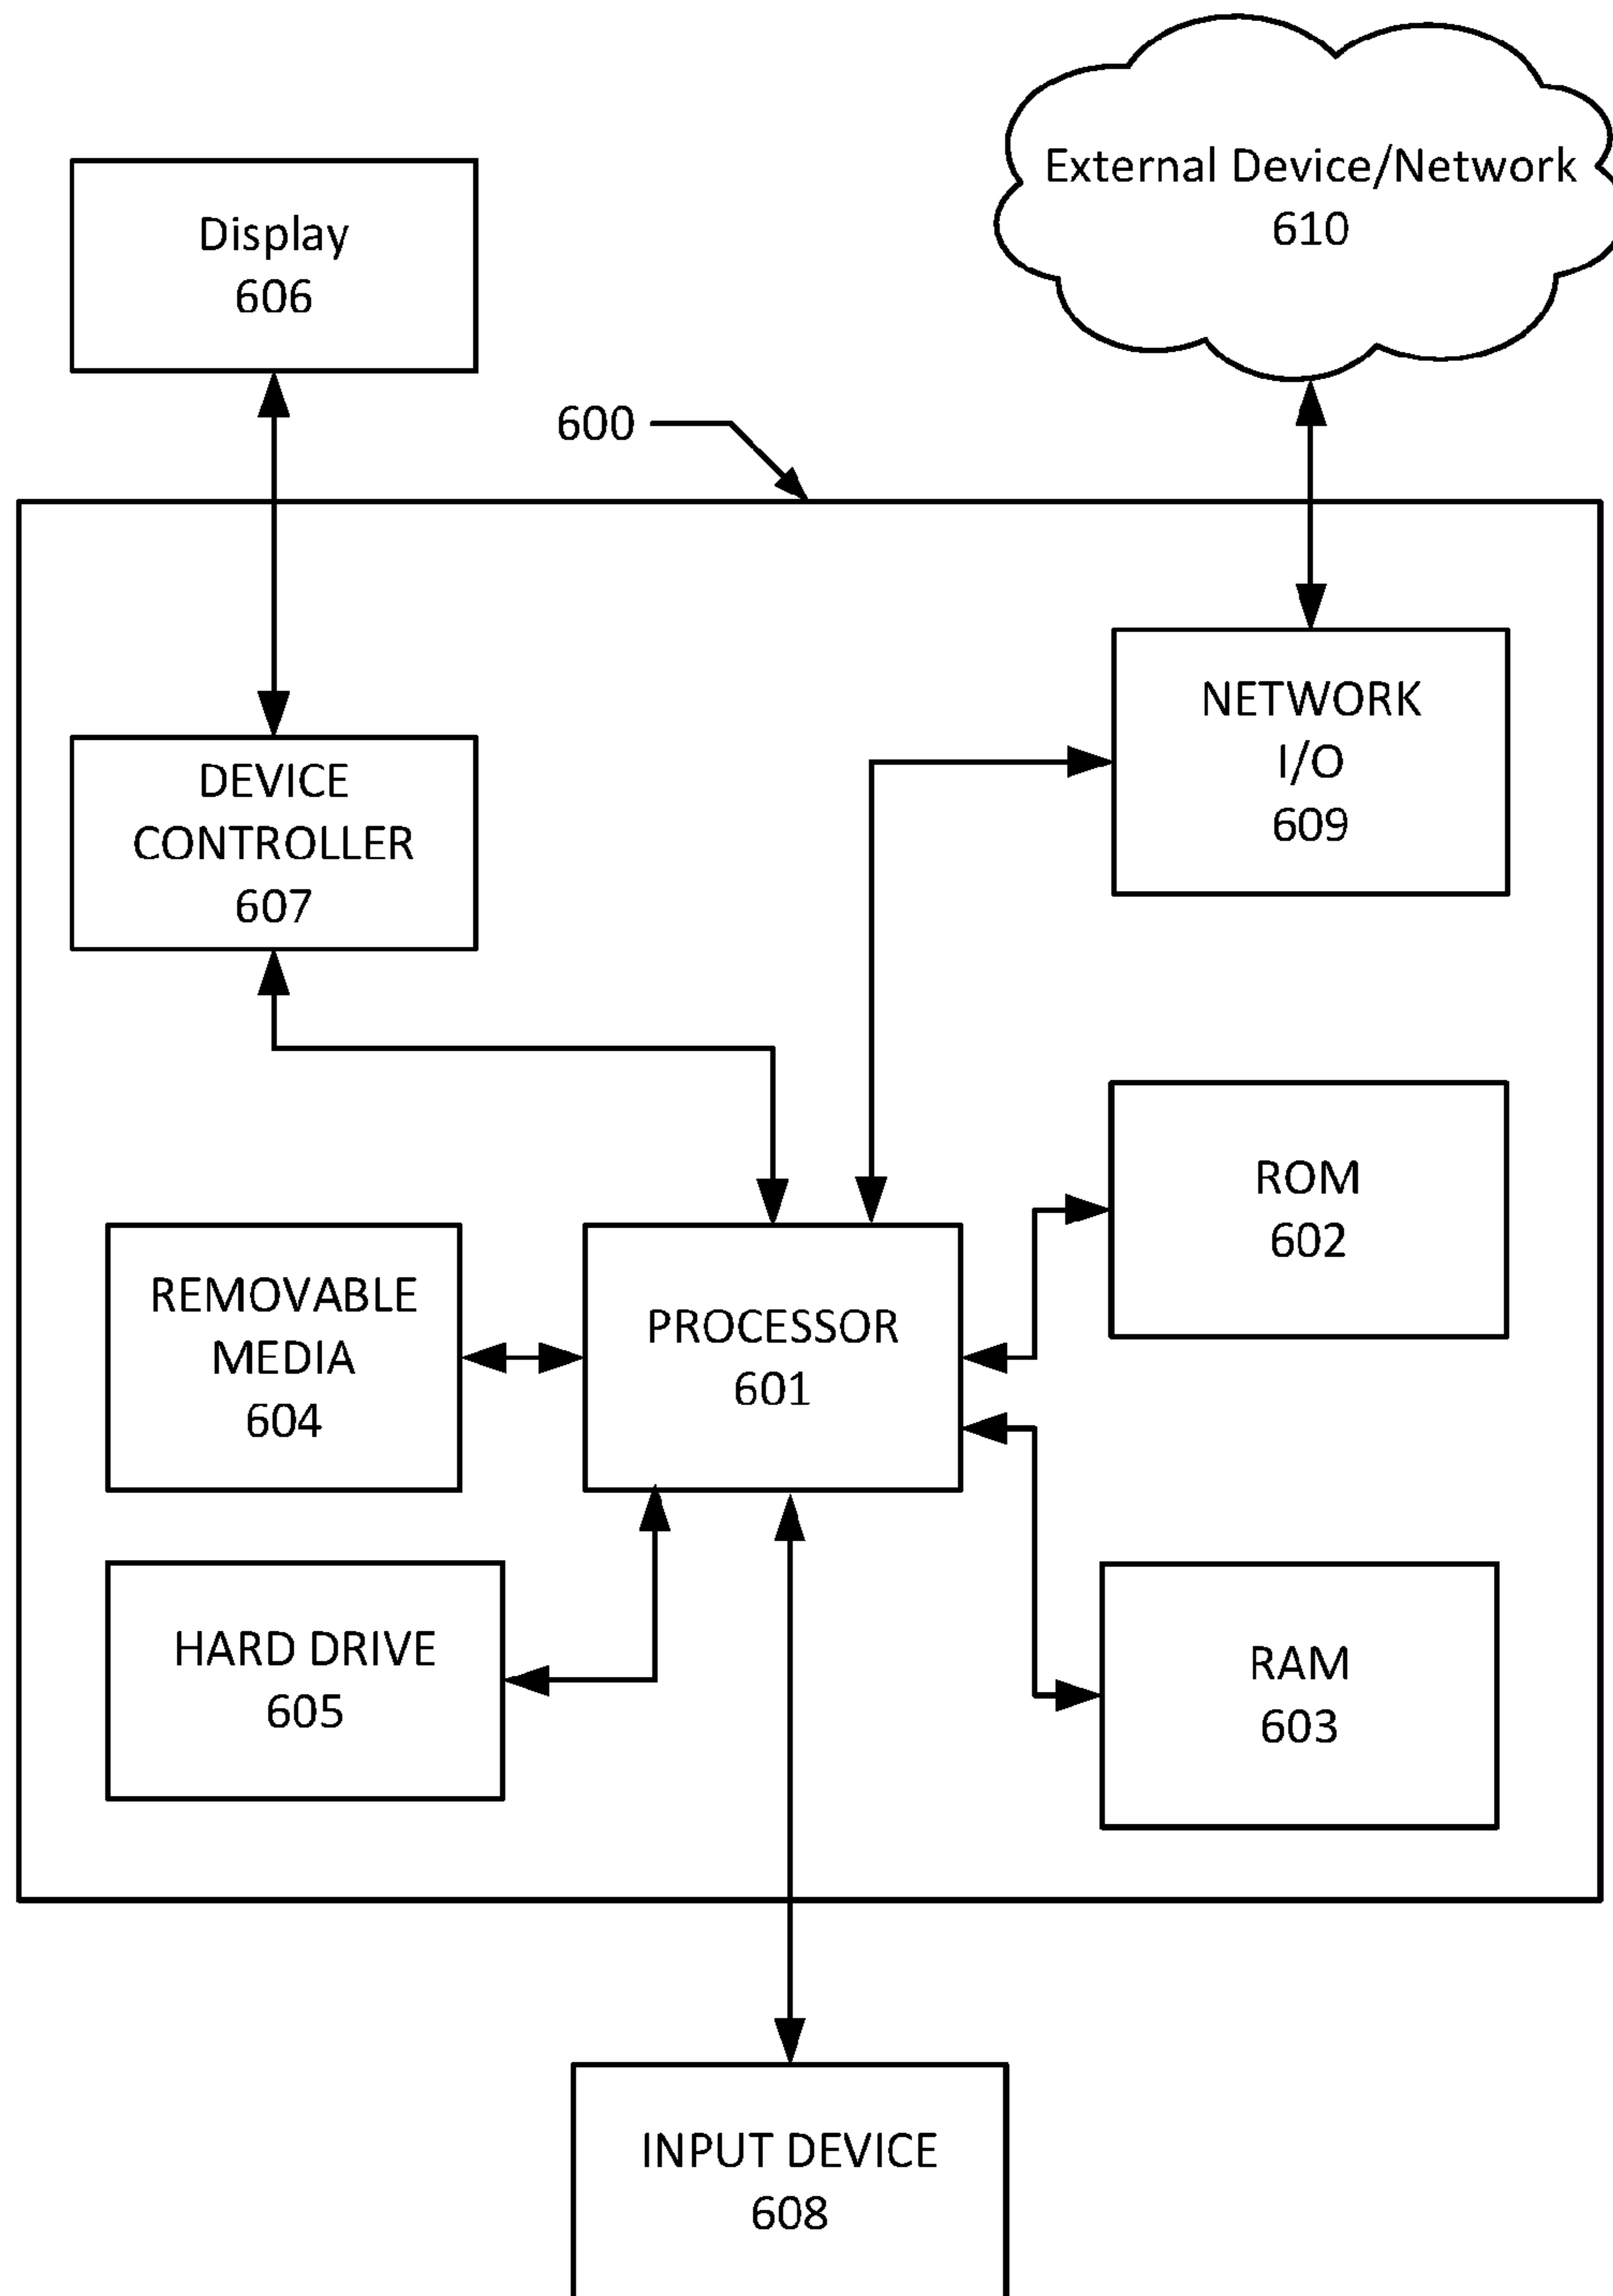 External Device/Network
610
Display
606
600
NETWORK
I/O
609
DEVICE
CONTROLLER
607
ROM
602
REMOVABLE
MEDIA
604
PROCESSOR
601
HARD DRIVE
605
RAM
603
INPUT DEVICE
608